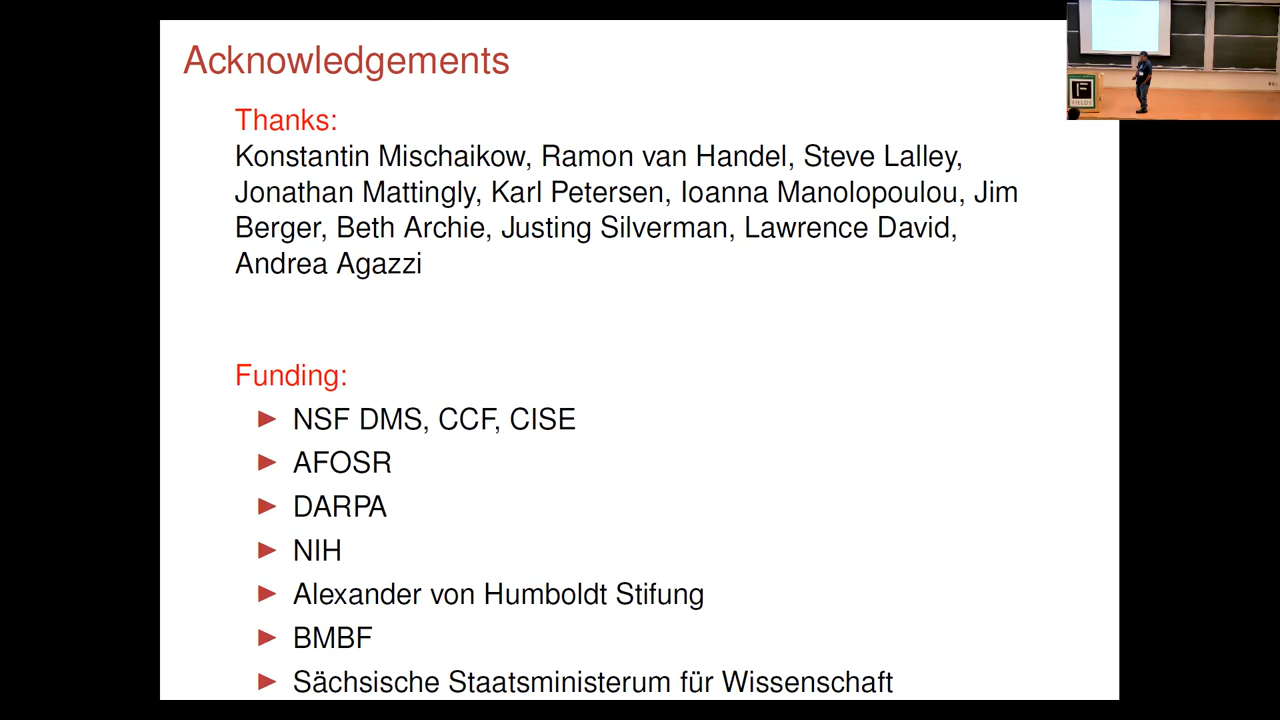 Acknowledgements
Thanks:
Konstantin Mischaikow, Ramon van Handel, Steve Lalley,
Jonathan Mattingly, Karl Petersen, Ioanna Manolopoulou, Jim
Berger, Beth Archie, Justing Silverman, Lawrence David,
Andrea Agazzi
Funding:
► NSF DMS, CCF, CISE
► AFOSR
► DARPA
► NIH
► Alexander von Humboldt Stifung
► BMBF
► Sächsische Staatsministerum für Wissenschaft
FIELDS